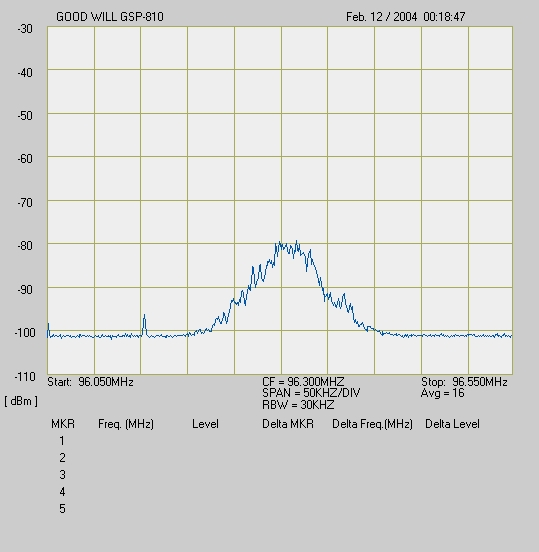 GOOD WILL GSP-810 Feb. 12 / 2004 00:18:47
-30
-40
-50
-60
-70
-80
-90
-100
-110
Start: 96.050MHz CF = 96.300MHZ Stop: 96.550MHz
SPAN = 50KHZ/DIV Avg = 16
[ dBm ] RBW = 30KHZ
MKR Freq. (MHz) Level Delta MKR Delta Freq.(MHz) Delta Level
1
2
3
4
5